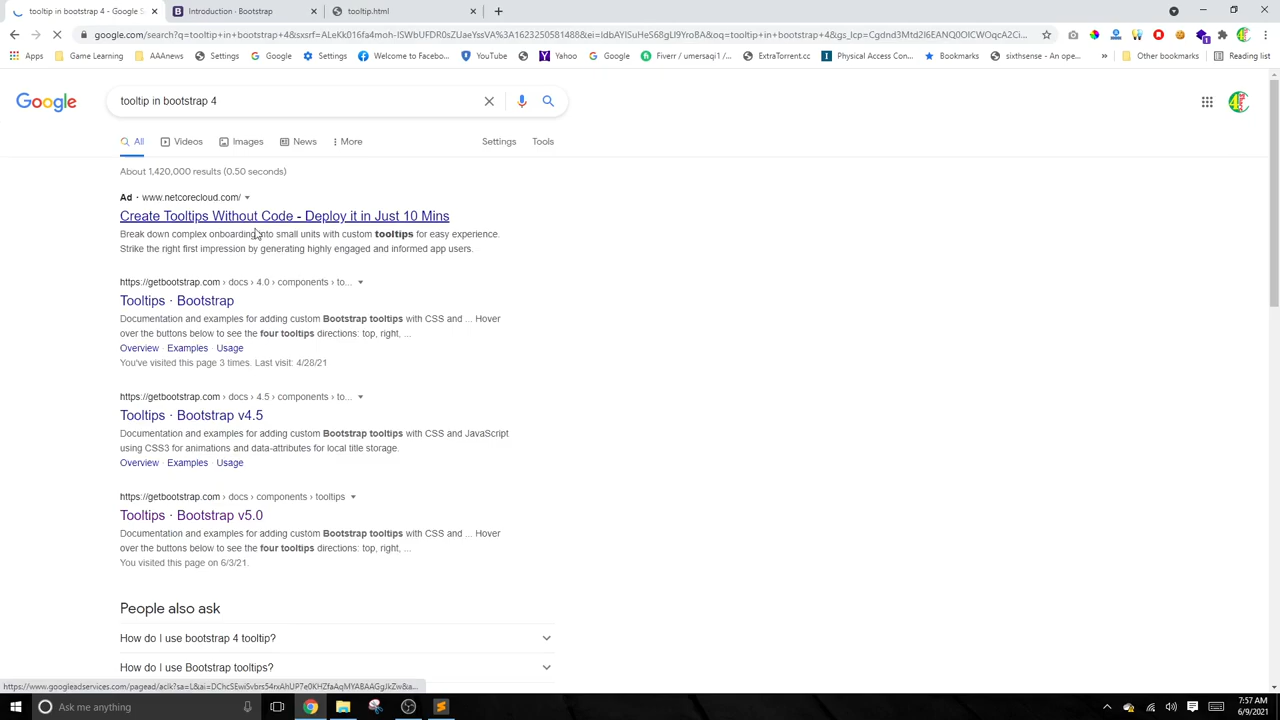 tooltip in bootstrap 4 - Google S
Introduction · Bootstrap
tooltip.html
google.com/search?q=tooltip+in+bootstrap+4&sxsrf=
Apps
Game Learning
AAAnews
Settings
Google
Settings
Welcome to Facebo...
YouTube
Yahoo
Google
Fiverr / umersaqi1 /...
ExtraTorrent.cc
Physical Access Con...
Bookmarks
sixthsense - An ope...
»
Other bookmarks
Reading list
Google
tooltip in bootstrap 4
All
Videos
Images
News
More
Settings
Tools
About 1,420,000 results (0.50 seconds)
Ad · www.netcorecloud.com/
Create Tooltips Without Code - Deploy it in Just 10 Mins
Break down complex onboarding into small units with custom tooltips for easy experience.
Strike the right first impression by generating highly engaged and informed app users.
https://getbootstrap.com › docs › 4.0 › components › to...
Tooltips · Bootstrap
Documentation and examples for adding custom Bootstrap tooltips with CSS and ... Hover
over the buttons below to see the four tooltips directions: top, right, ...
Overview · Examples · Usage
You've visited this page 3 times. Last visit: 4/28/21
https://getbootstrap.com › docs › 4.5 › components › to...
Tooltips · Bootstrap v4.5
Documentation and examples for adding custom Bootstrap tooltips with CSS and JavaScript
using CSS3 for animations and data-attributes for local title storage.
Overview · Examples · Usage
https://getbootstrap.com › docs › components › tooltips
Tooltips · Bootstrap v5.0
Documentation and examples for adding custom Bootstrap tooltips with CSS and ... Hover
over the buttons below to see the four tooltips directions: top, right, ...
You visited this page on 6/3/21.
People also ask
How do I use bootstrap 4 tooltip?
How do I use Bootstrap tooltips?
https://www.googleadservices.com/pagead/aclk?sa=L&ai=
Ask me anything
7:57 AM
6/9/2021